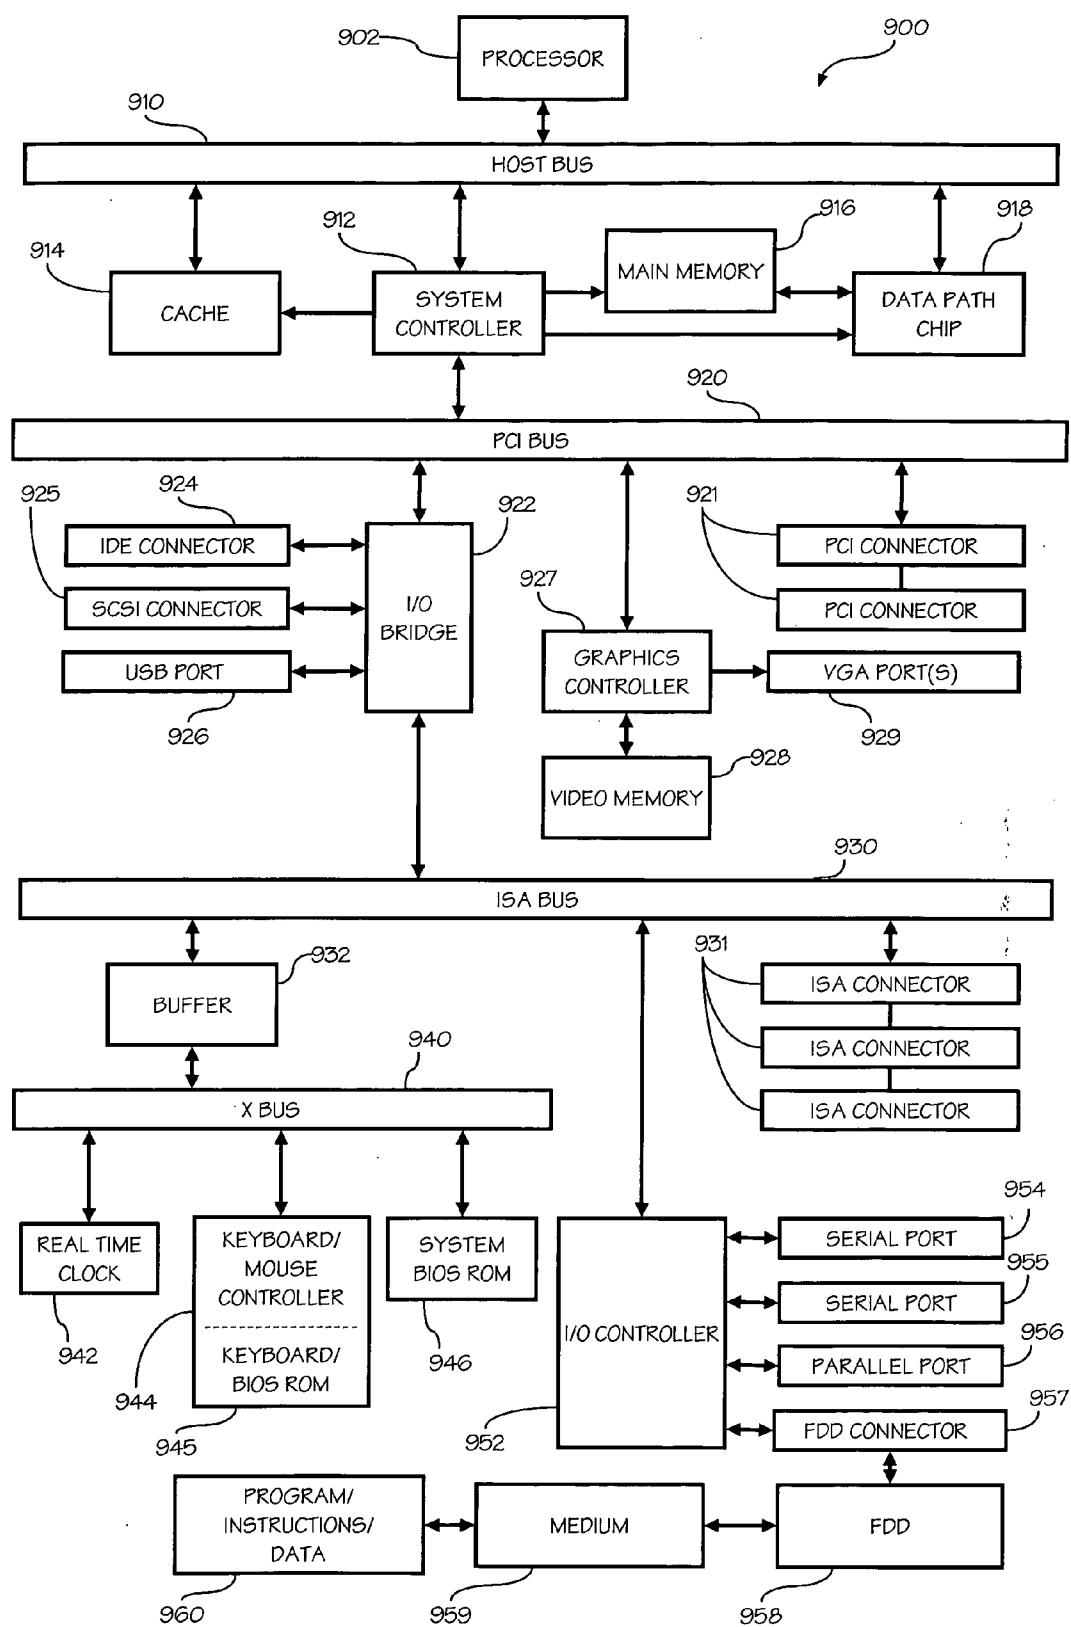 900
902
PROCESSOR
910
HOST BUS
914
912
916
918
CACHE
SYSTEM
CONTROLLER
MAIN MEMORY
DATA PATH
CHIP
920
PCI BUS
925
924
922
921
IDE CONNECTOR
SCSI CONNECTOR
USB PORT
926
I/O
BRIDGE
927
GRAPHICS
CONTROLLER
PCI CONNECTOR
PCI CONNECTOR
VGA PORT(S)
929
928
VIDEO MEMORY
930
ISA BUS
932
BUFFER
931
ISA CONNECTOR
ISA CONNECTOR
ISA CONNECTOR
940
X BUS
REAL TIME
CLOCK
942
KEYBOARD/
MOUSE
CONTROLLER
KEYBOARD/
BIOS ROM
944
945
SYSTEM
BIOS ROM
946
I/O CONTROLLER
952
954
SERIAL PORT
955
SERIAL PORT
956
PARALLEL PORT
957
FDD CONNECTOR
PROGRAM/
INSTRUCTIONS/
DATA
960
MEDIUM
959
FDD
958